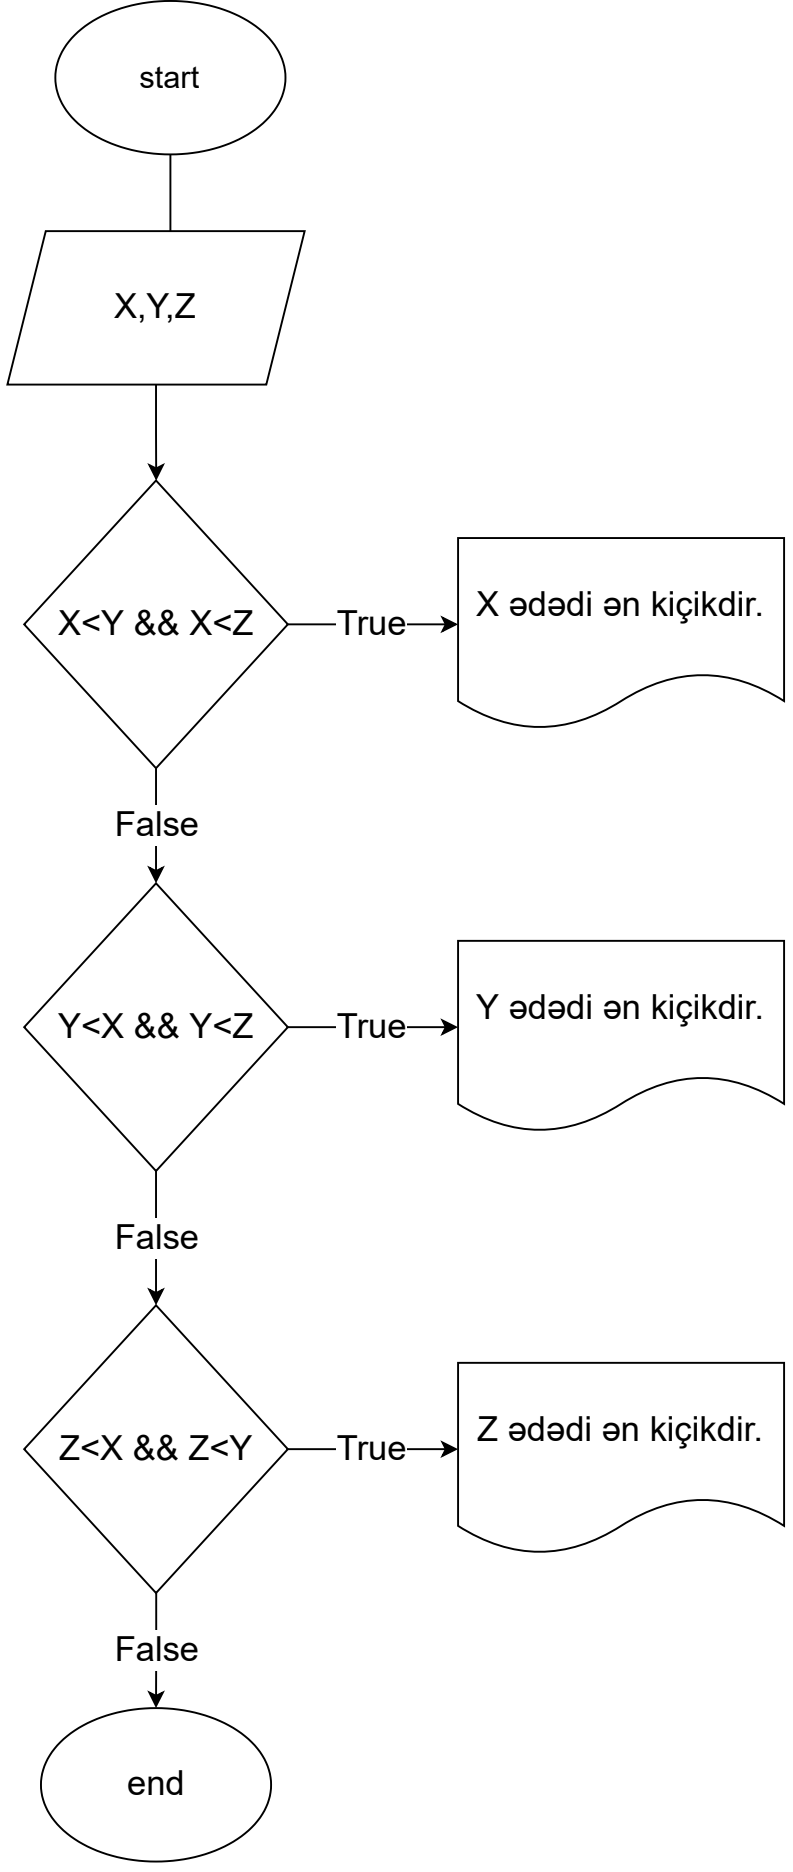 start
X,Y,Z
X<Y && X<Z
True
X ədədi ən kiçikdir.
False
Y<X && Y<Z
True
Y ədədi ən kiçikdir.
False
Z<X && Z<Y
True
Z ədədi ən kiçikdir.
False
end